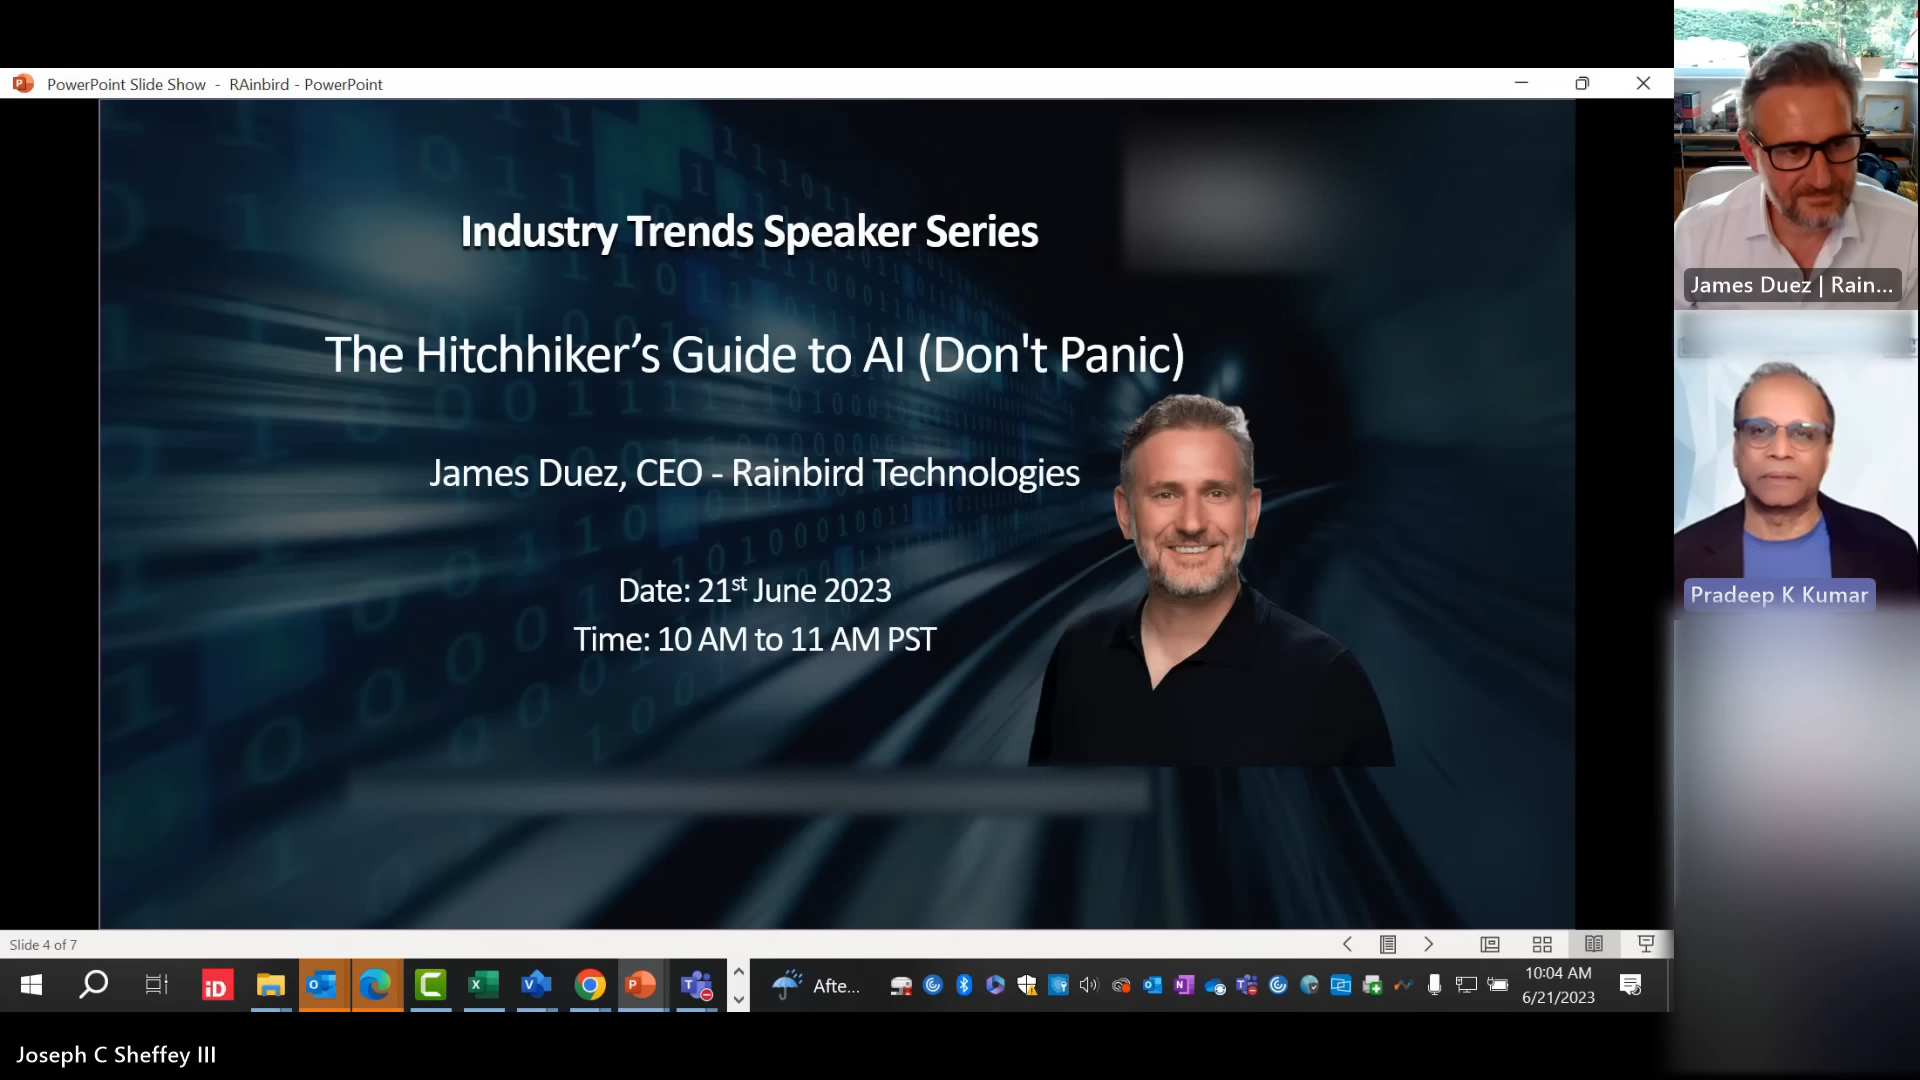 PowerPoint Slide Show - RAinbird - PowerPoint
Industry Trends Speaker Series
The Hitchhiker’s Guide to AI (Don't Panic)
James Duez, CEO - Rainbird Technologies
Date: 21st June 2023
Time: 10 AM to 11 AM PST
James Duez | Rain...
Pradeep K Kumar
Slide 4 of 7
iD
Afte...
10:04 AM
6/21/2023
Joseph C Sheffey III